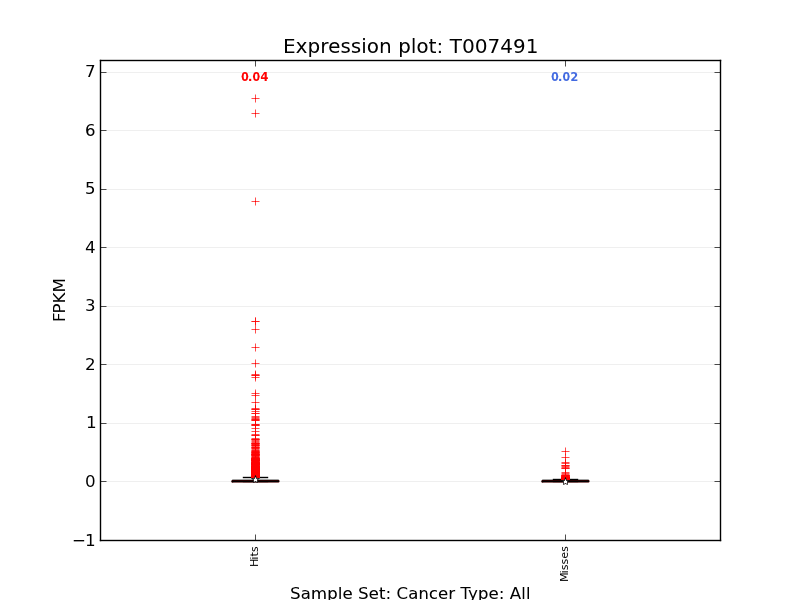 Expression plot: T007491
7
0.04
0.02
6
5
4
3
2
1
0
−1
FPKM
Hits
Misses
Sample Set: Cancer Type: All